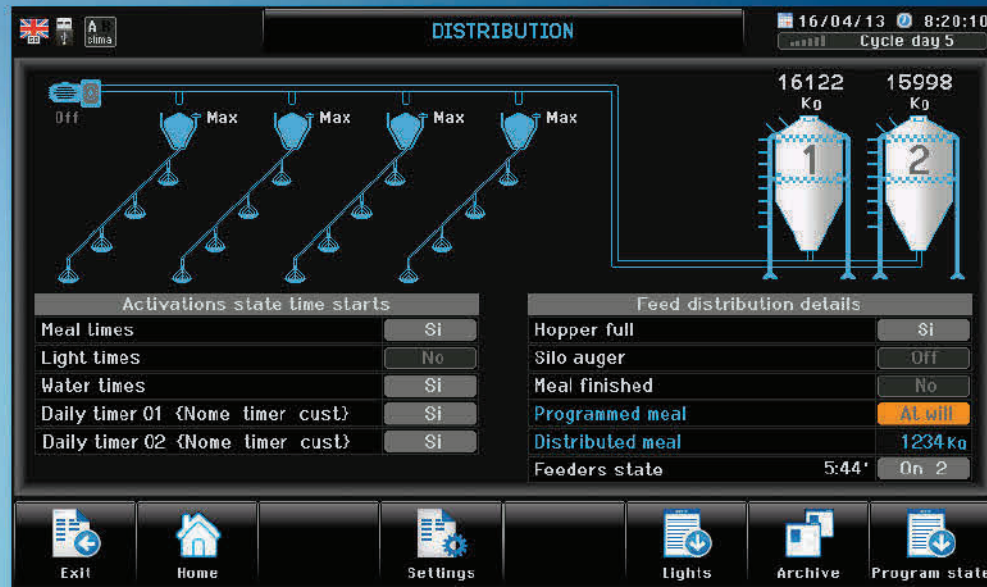 A B
clima
DISTRIBUTION
16/04/13 8:20:10
Cycle day 5
16122
Kg
15998
Kg
Off
Max
Max
Max
Max
1
2
Activations state time starts
Meal times Si
Light times No
Water times Si
Daily timer 01 {Nome timer cust} Si
Daily timer 02 {Nome timer cust} Si
Feed distribution details
Hopper full Si
Silo auger Off
Meal finished No
Programmed meal At will
Distributed meal 1234 Kg
Feeders state 5:44' On 2
Exit
Home
Settings
Lights
Archive
Program state